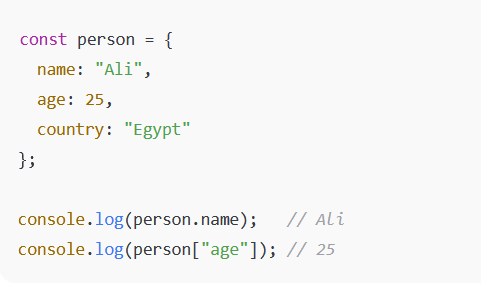 const person = {
  name: "Ali",
  age: 25,
  country: "Egypt"
};

console.log(person.name);   // Ali
console.log(person["age"]); // 25